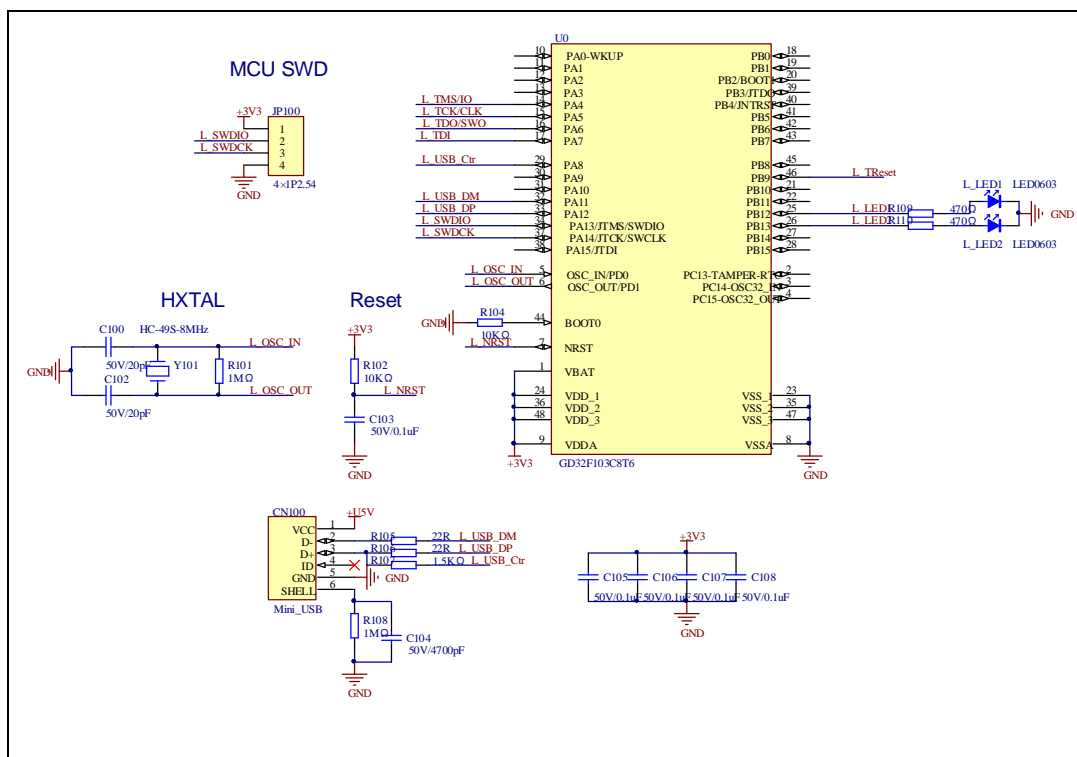 U0
MCU SWD
+3V3
JP100
1
L_SWDIO 2
L_SWDCK 3
4
GND
4×1P2.54
10 PA0-WKUP
11 PA1
12 PA2
13 PA3
L_TMS/IO 14 PA4
L_TCK/CLK 15 PA5
L_TDO/SWO 16 PA6
L_TDI 17 PA7
L_USB_Ctr 29 PA8
30 PA9
31 PA10
L_USB_DM 32 PA11
L_USB_DP 33 PA12
L_SWDIO 34 PA13/JTMS/SWDIO
L_SWDCK 37 PA14/JTCK/SWCLK
38 PA15/JTDI
L_OSC_IN 5 OSC_IN/PD0
L_OSC_OUT 6 OSC_OUT/PD1
GND R104 10KΩ 44 BOOT0
L_NRST 7 NRST
1 VBAT
24 VDD_1
36 VDD_2
48 VDD_3
9 VDDA
+3V3
GD32F103C8T6
PB0 18
PB1 19
PB2/BOOT1 20
PB3/JTDO 39
PB4/JNTRST 40
PB5 41
PB6 42
PB7 43
PB8 45
PB9 46 L_TReset
PB10 21
PB11 22
PB12 25 L_LED1 R109 470Ω
PB13 26 L_LED2 R110 470Ω
PB14 27
PB15 28
L_LED1 LED0603
GND
L_LED2 LED0603
PC13-TAMPER-RTC 2
PC14-OSC32_IN 3
PC15-OSC32_OUT 4
VSS_1 23
VSS_2 35
VSS_3 47
VSSA 8
GND
HXTAL
C100 HC-49S-8MHz
L_OSC_IN
50V/20pF Y101 R101
GND 1MΩ
C102 L_OSC_OUT
50V/20pF
Reset
+3V3
R102
10KΩ
L_NRST
C103
50V/0.1uF
GND
CN100
+U5V
VCC 1
D- 2 R105 22R L_USB_DM
D+ 3 R106 22R L_USB_DP
ID 4 R107 1.5KΩ L_USB_Ctr
GND 5 GND
SHELL 6
Mini_USB
R108
1MΩ
C104
50V/4700pF
GND
+3V3
C105 C106 C107 C108
50V/0.1uF 50V/0.1uF 50V/0.1uF 50V/0.1uF
GND